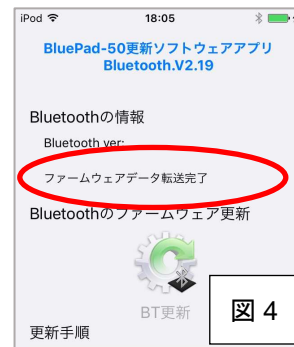 iPod 18:05
BluePad-50更新ソフトウェアアプリ
Bluetooth.V2.19
Bluetoothの情報
Bluetooth ver:
ファームウェアデータ転送完了
Bluetoothのファームウェア更新
BT更新
図 4
更新手順